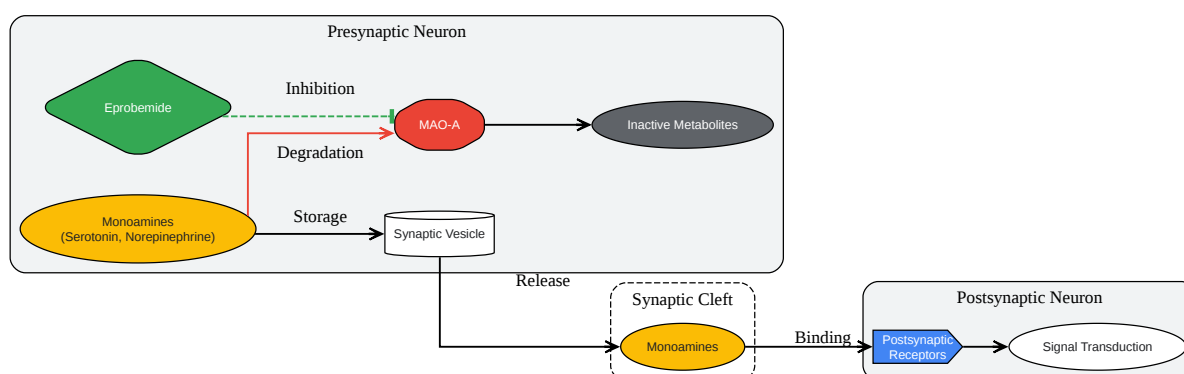 Presynaptic Neuron
Eprobemide
Inhibition
MAO-A
Inactive Metabolites
Degradation
Monoamines
(Serotonin, Norepinephrine)
Storage
Synaptic Vesicle
Release
Synaptic Cleft
Monoamines
Binding
Postsynaptic Neuron
Postsynaptic
Receptors
Signal Transduction